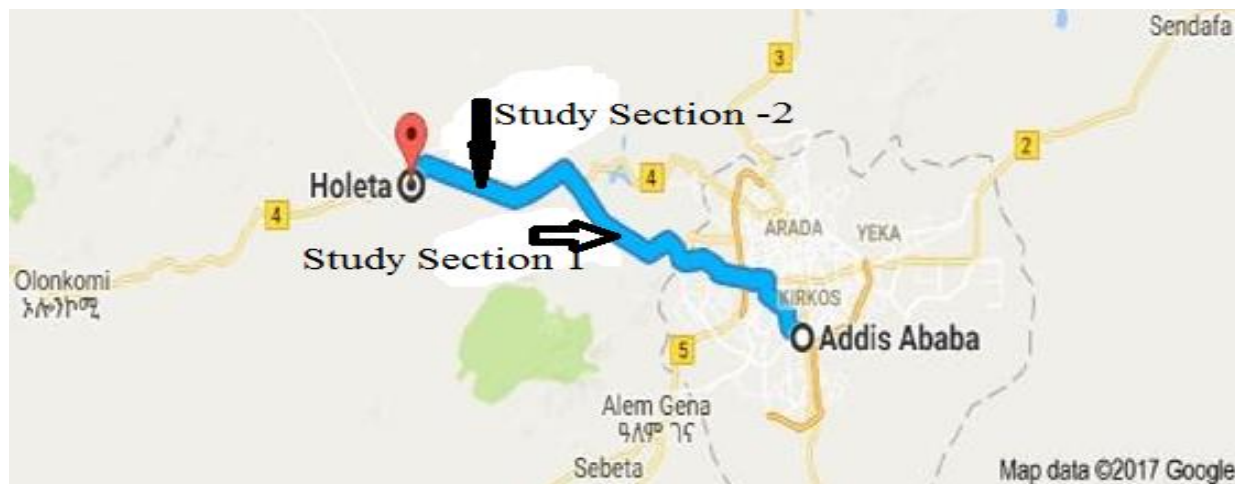 Sendafa
3
Study Section -2
2
4
Holeta
4
ARADA
YEKA
Study Section 1
Olonkomi
ኦሎንኮሚ
KIRKOS
Addis Ababa
5
Alem Gena
ዓለም ገና
Sebeta
Map data ©2017 Google